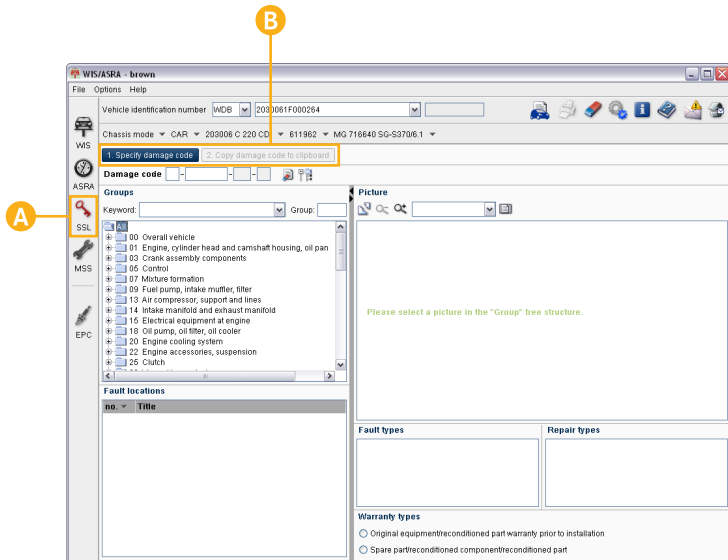 B
WIS/ASRA - brown
File Options Help
Vehicle identification number WDB 2030061F000264
Chassis mode CAR 203006 C 220 CD 611962 MG 716640 SG-S370/6.1
WIS
1. Specify damage code 2. Copy damage code to clipboard
Damage code - - -
ASRA
Groups
Picture
Keyword: Group:
A
SSL
All
00 Overall vehicle
01 Engine, cylinder head and camshaft housing, oil pan
03 Crank assembly components
05 Control
07 Mixture formation
09 Fuel pump, intake muffler, filter
13 Air compressor, support and lines
14 Intake manifold and exhaust manifold
15 Electrical equipment at engine
18 Oil pump, oil filter, oil cooler
20 Engine cooling system
22 Engine accessories, suspension
25 Clutch
MSS
EPC
Please select a picture in the "Group" tree structure.
Fault locations
no. Title
Fault types
Repair types
Warranty types
Original equipment/reconditioned part warranty prior to installation
Spare part/reconditioned component/reconditioned part